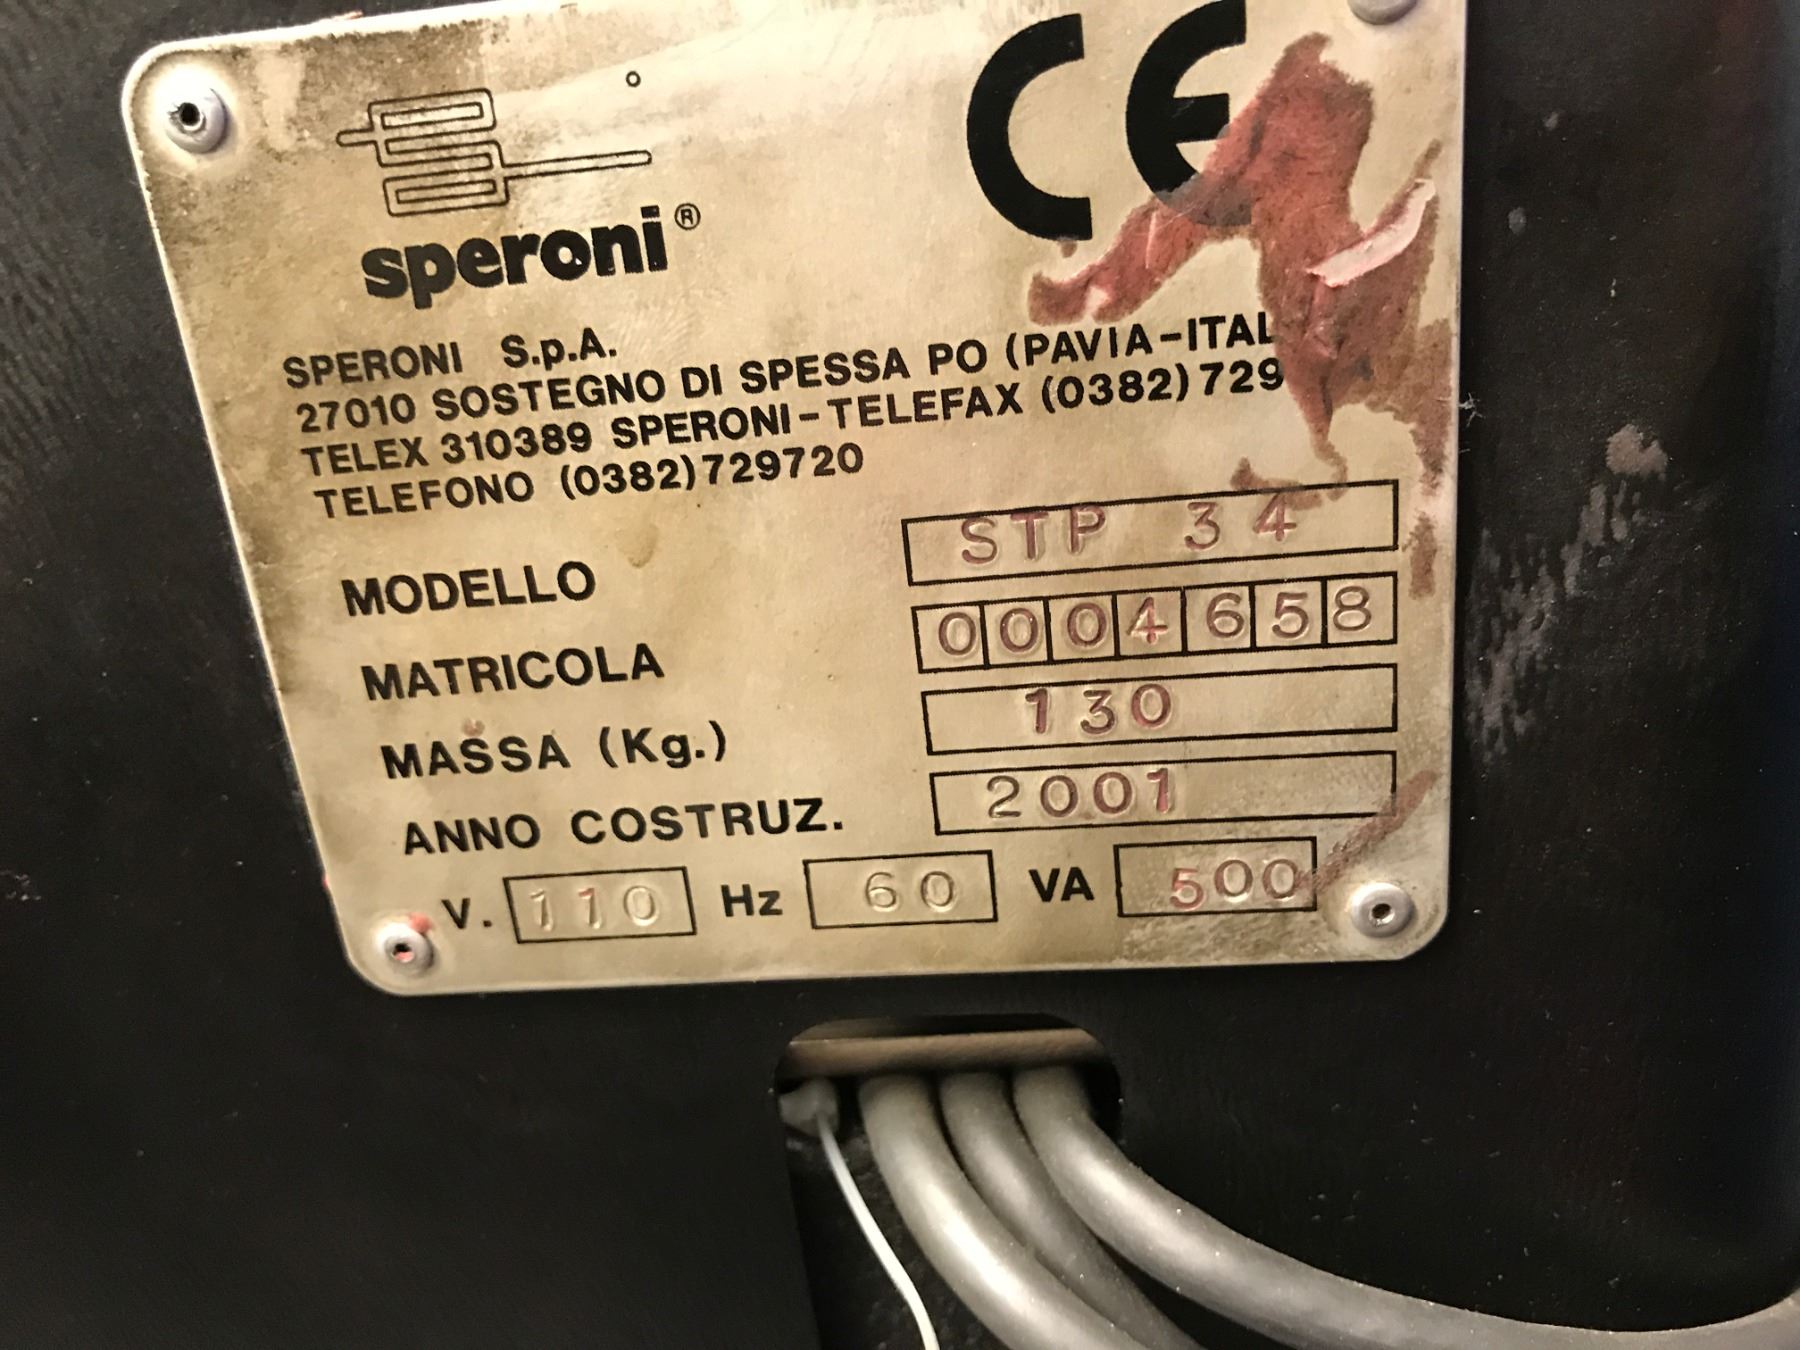 CE
speroni®
SPERONI S.p.A.
27010 SOSTEGNO DI SPESSA PO (PAVIA-ITAL
TELEX 310389 SPERONI-TELEFAX (0382) 729
TELEFONO (0382) 729720
MODELLO STP 34
MATRICOLA 0004658
MASSA (Kg.) 130
ANNO COSTRUZ. 2001
V. 110 Hz 60 VA 500